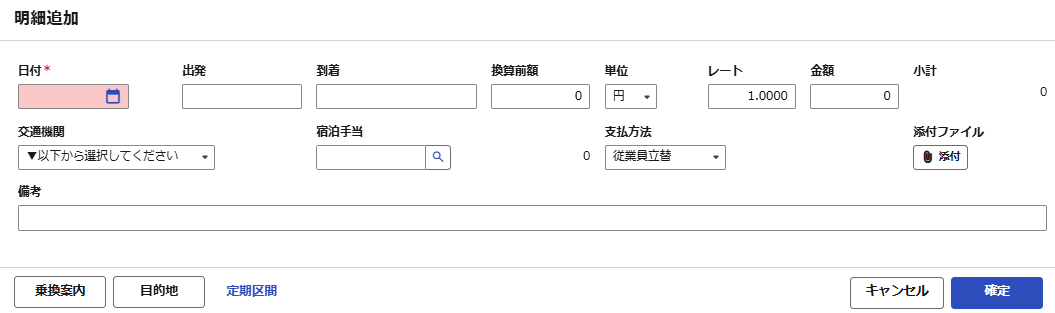 明細追加
日付* 出発 到着 換算前額 単位 レート 金額 小計
0 円 1.0000 0 0
交通機関 宿泊手当 支払方法 添付ファイル
▼以下から選択してください 0 従業員立替 添付
備考
乗換案内 目的地 定期区間 キャンセル 確定